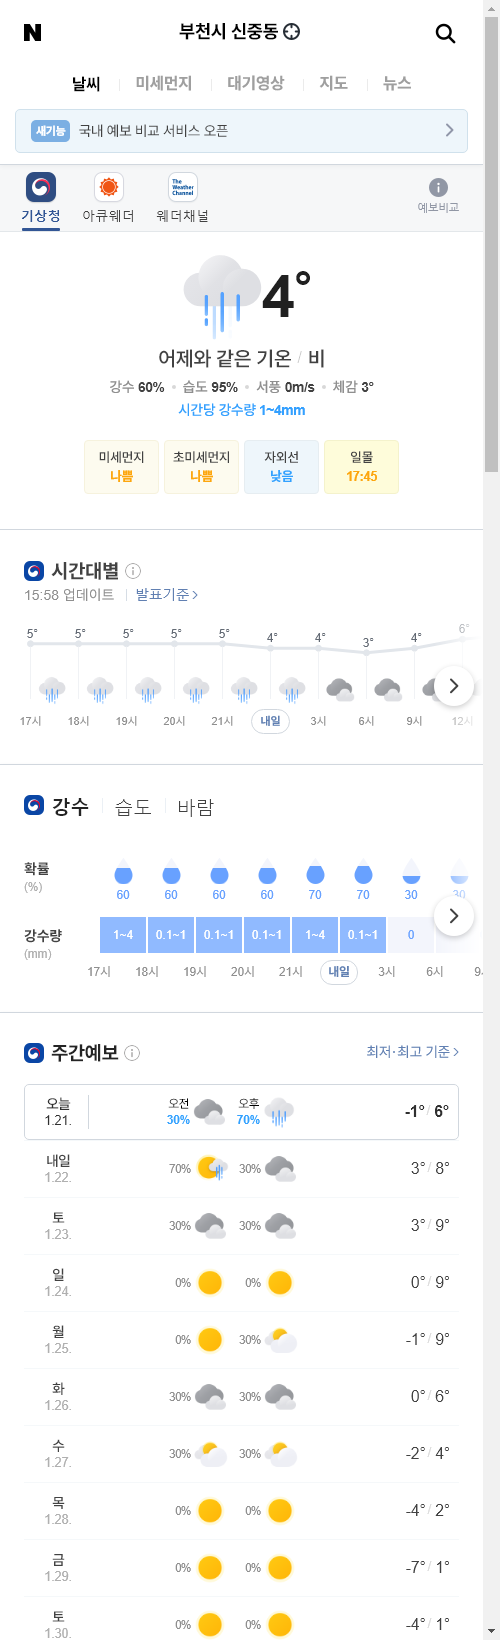 N
부천시 신중동
날씨 미세먼지 대기영상 지도 뉴스
새기능 국내 예보 비교 서비스 오픈
The Weather Channel
기상청 아큐웨더 웨더채널 예보비교
4°
어제와 같은 기온 / 비
강수 60% 습도 95% 서풍 0m/s 체감 3°
시간당 강수량 1~4mm
미세먼지 초미세먼지 자외선 일몰
나쁨 나쁨 낮음 17:45
시간대별
15:58 업데이트 발표기준
5° 5° 5° 5° 5° 4° 4° 3° 4° 6°
17시 18시 19시 20시 21시 내일 3시 6시 9시 12시
강수 습도 바람
확률
(%)
60 60 60 60 70 70 30 30
강수량
(mm)
1~4 0.1~1 0.1~1 0.1~1 1~4 0.1~1 0
17시 18시 19시 20시 21시 내일 3시 6시 9
주간예보 최저·최고 기준
오늘 오전 오후
1.21. 30% 70% -1° / 6°
내일
1.22. 70% 30% 3° / 8°
토
1.23. 30% 30% 3° / 9°
일
1.24. 0% 0% 0° / 9°
월
1.25. 0% 30% -1° / 9°
화
1.26. 30% 30% 0° / 6°
수
1.27. 30% 30% -2° / 4°
목
1.28. 0% 0% -4° / 2°
금
1.29. 0% 0% -7° / 1°
토
1.30. 0% 0% -4° / 1°